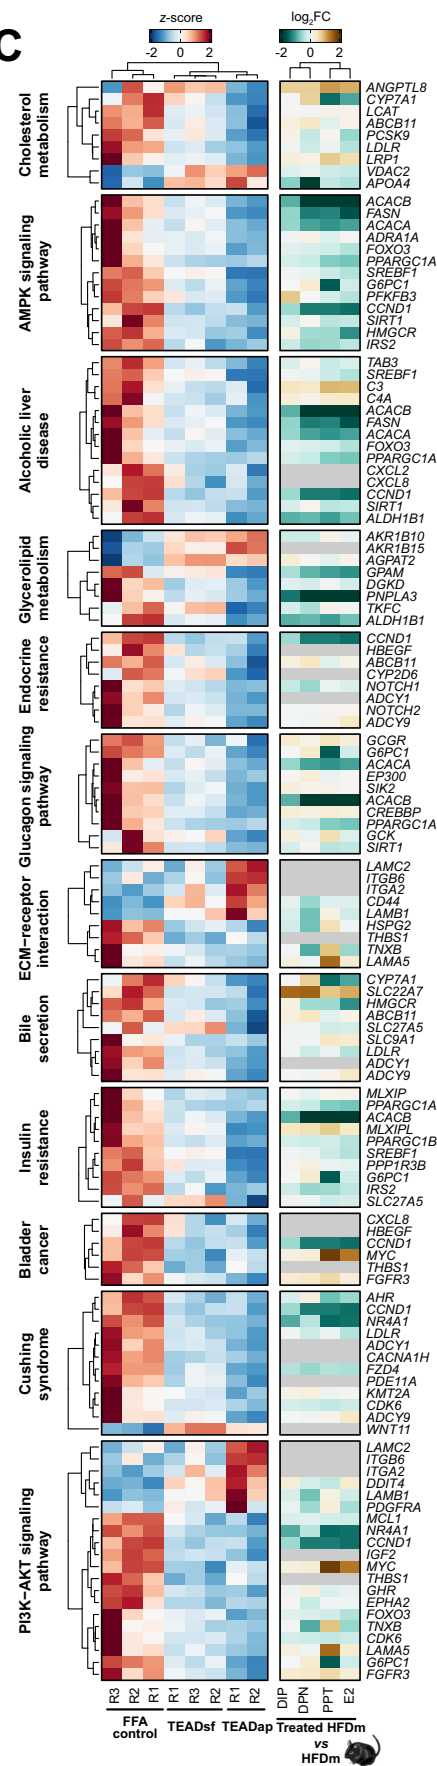 C
z-score
log2FC
-2 0 2
-2 0 2
Cholesterol
metabolism
ANGPTL8
CYP7A1
LCAT
ABCB11
PCSK9
LDLR
LRP1
VDAC2
APOA4
AMPK signaling
pathway
ACACB
FASN
ACACA
ADRA1A
FOXO3
PPARGC1A
SREBF1
G6PC1
PFKFB3
CCND1
SIRT1
HMGCR
IRS2
Alcoholic liver
disease
TAB3
SREBF1
C3
C4A
ACACB
FASN
ACACA
FOXO3
PPARGC1A
CXCL2
CXCL8
CCND1
SIRT1
ALDH1B1
Glycerolipid
metabolism
AKR1B10
AKR1B15
AGPAT2
GPAM
DGKD
PNPLA3
TKFC
ALDH1B1
Endocrine
resistance
CCND1
HBEGF
ABCB11
CYP2D6
NOTCH1
ADCY1
NOTCH2
ADCY9
Glucagon signaling
pathway
GCGR
G6PC1
ACACA
EP300
SIK2
ACACB
CREBBP
PPARGC1A
GCK
SIRT1
ECM−receptor
interaction
LAMC2
ITGB6
ITGA2
CD44
LAMB1
HSPG2
THBS1
TNXB
LAMA5
Bile
secretion
CYP7A1
SLC22A7
HMGCR
ABCB11
SLC27A5
SLC9A1
LDLR
ADCY1
ADCY9
Insulin
resistance
MLXIP
PPARGC1A
ACACB
MLXIPL
PPARGC1B
SREBF1
PPP1R3B
G6PC1
IRS2
SLC27A5
Bladder
cancer
CXCL8
HBEGF
CCND1
MYC
THBS1
FGFR3
Cushing
syndrome
AHR
CCND1
NR4A1
LDLR
ADCY1
CACNA1H
FZD4
PDE11A
KMT2A
CDK6
ADCY9
WNT11
PI3K−AKT signaling
pathway
LAMC2
ITGB6
ITGA2
DDIT4
LAMB1
PDGFRA
MCL1
NR4A1
CCND1
IGF2
MYC
THBS1
GHR
EPHA2
FOXO3
TNXB
CDK6
LAMA5
G6PC1
FGFR3
R3 R2 R1 R1 R3 R2 R1 R2 DIP DPN PPT E2
FFA
control
TEADsf
TEADap
Treated HFDm
vs
HFDm